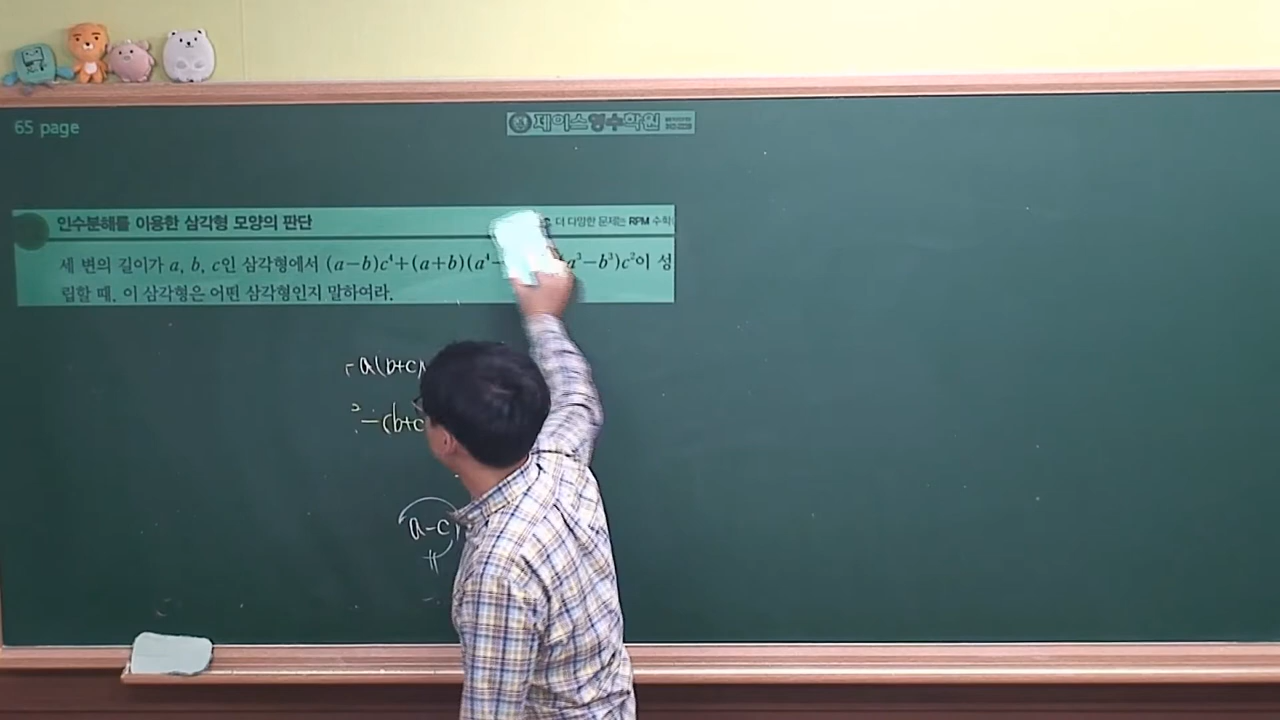 65 page
제이스영수학원
인수분해를 이용한 삼각형 모양의 판단
더 다양한 문제는 RPM 수학
세 변의 길이가 a, b, c인 삼각형에서 (a-b)c⁴+(a+b)(a⁴- a³-b³)c²이 성
립할 때, 이 삼각형은 어떤 삼각형인지 말하여라.
-a(b+c)
-(b+c
a-c